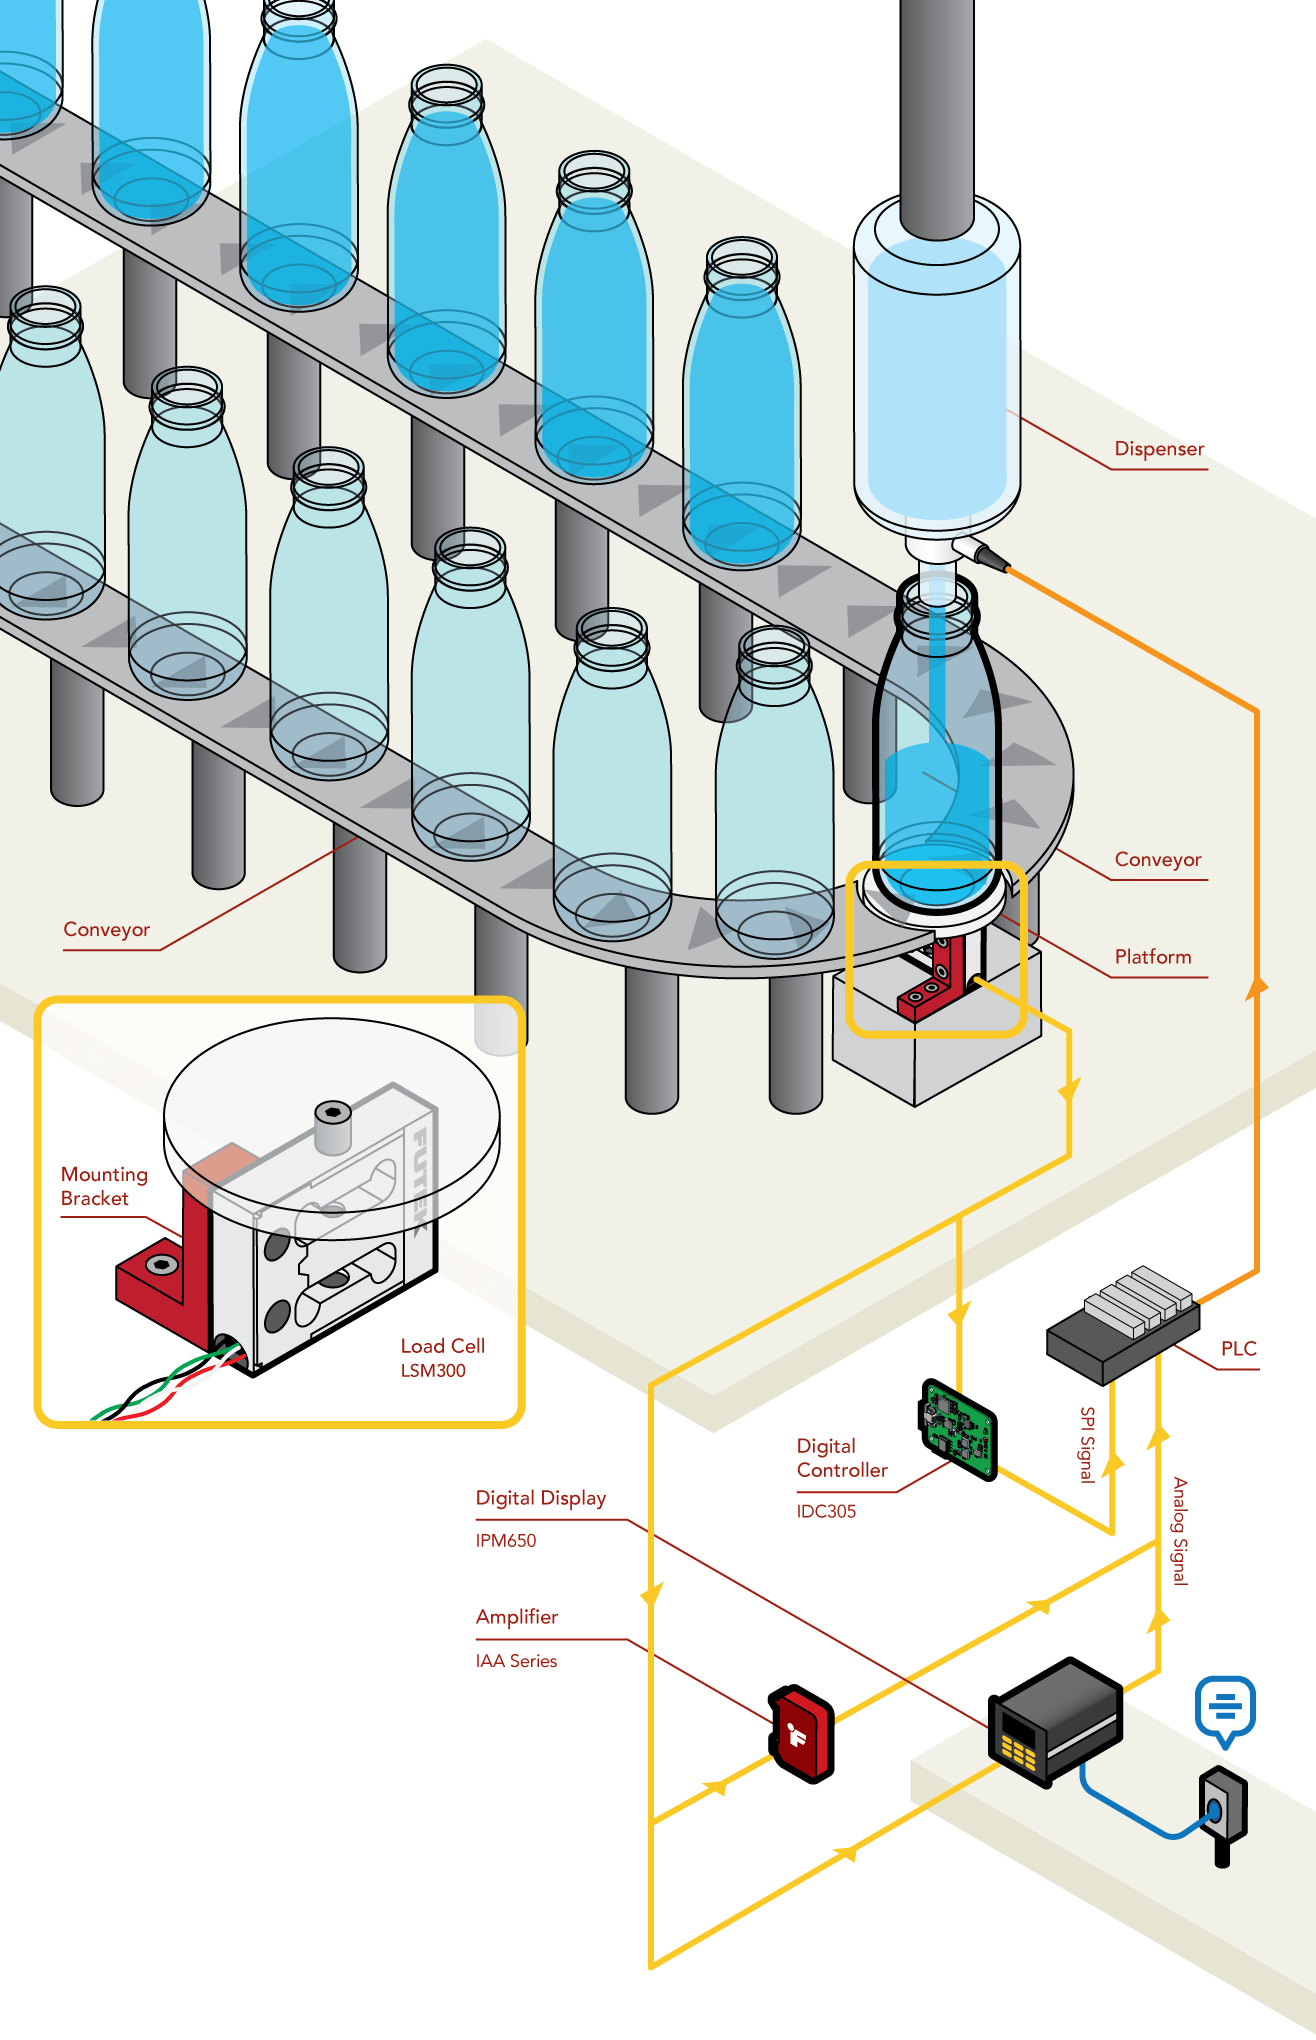 Dispenser
Conveyor
Platform
Conveyor
Mounting
Bracket
FUTEK
Load Cell
LSM300
PLC
SPI Signal
Analog Signal
Digital
Controller
IDC305
Digital Display
IPM650
Amplifier
IAA Series